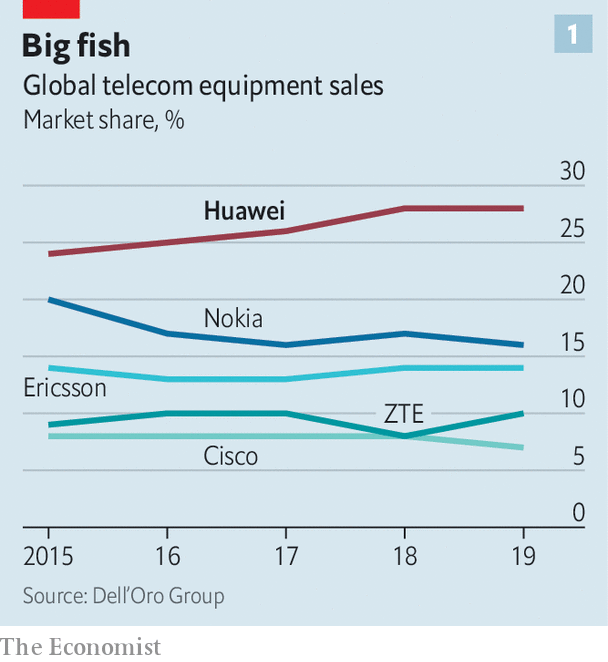 1
Big fish
Global telecom equipment sales
Market share, %
30
Huawei
25
20
Nokia
15
Ericsson
10
ZTE
Cisco
5
0
2015 16 17 18 19
Source: Dell'Oro Group
The Economist